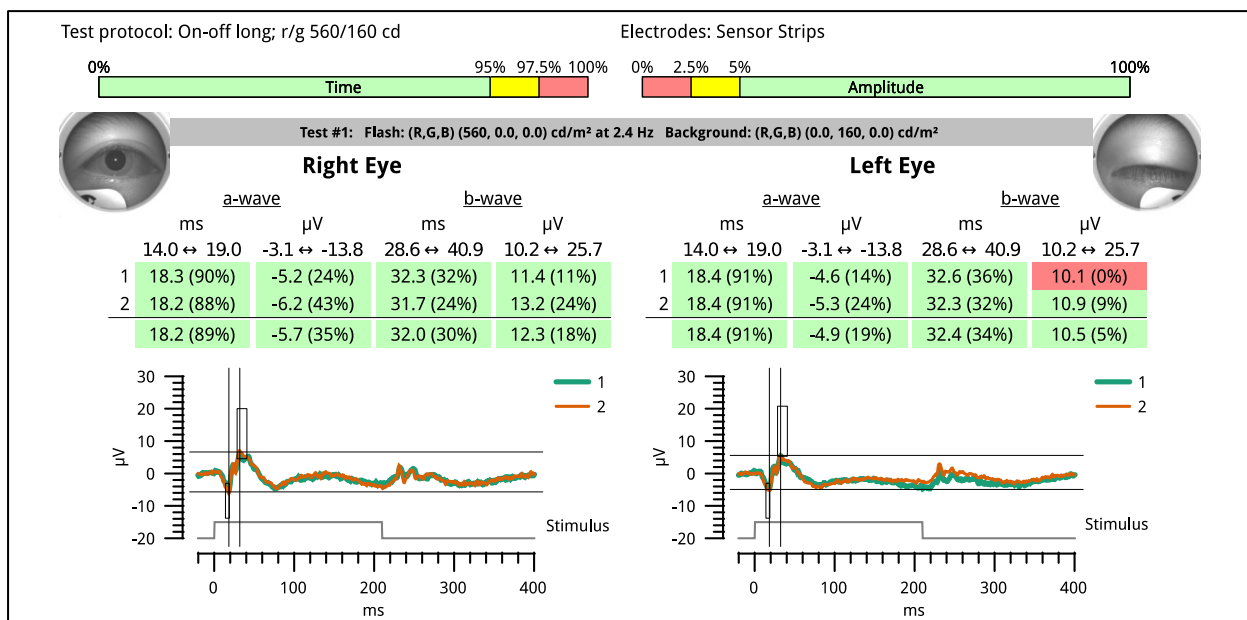 Test protocol: On-off long; r/g 560/160 cd Electrodes: Sensor Strips
0% 95% 97.5% 100% 0% 2.5% 5% 100%
Time Amplitude
Test #1: Flash: (R,G,B) (560, 0.0, 0.0) cd/m² at 2.4 Hz Background: (R,G,B) (0.0, 160, 0.0) cd/m²
Right Eye Left Eye
a-wave b-wave a-wave b-wave
ms µV ms µV ms µV ms µV
14.0 ↔ 19.0 -3.1 ↔ -13.8 28.6 ↔ 40.9 10.2 ↔ 25.7 14.0 ↔ 19.0 -3.1 ↔ -13.8 28.6 ↔ 40.9 10.2 ↔ 25.7
1 18.3 (90%) -5.2 (24%) 32.3 (32%) 11.4 (11%) 1 18.4 (91%) -4.6 (14%) 32.6 (36%) 10.1 (0%)
2 18.2 (88%) -6.2 (43%) 31.7 (24%) 13.2 (24%) 2 18.4 (91%) -5.3 (24%) 32.3 (32%) 10.9 (9%)
18.2 (89%) -5.7 (35%) 32.0 (30%) 12.3 (18%) 18.4 (91%) -4.9 (19%) 32.4 (34%) 10.5 (5%)
30 1 30 1
20 2 20 2
10 10
µV µV
0 0
-10 -10
Stimulus Stimulus
-20 -20
0 100 200 300 400 0 100 200 300 400
ms ms